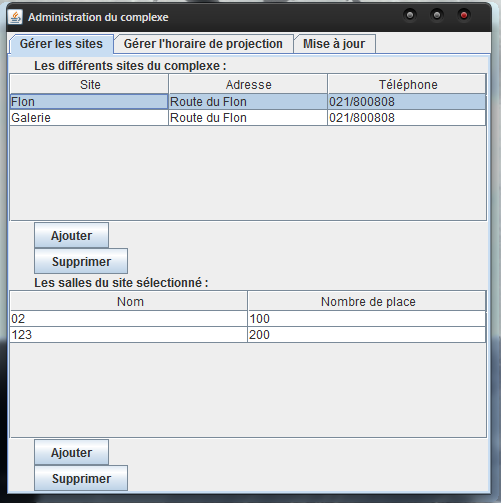 Administration du complexe
Gérer les sites Gérer l'horaire de projection Mise à jour
Les différents sites du complexe :
Site Adresse Téléphone
Flon Route du Flon 021/800808
Galerie Route du Flon 021/800808
Ajouter
Supprimer
Les salles du site sélectionné :
Nom Nombre de place
02 100
123 200
Ajouter
Supprimer